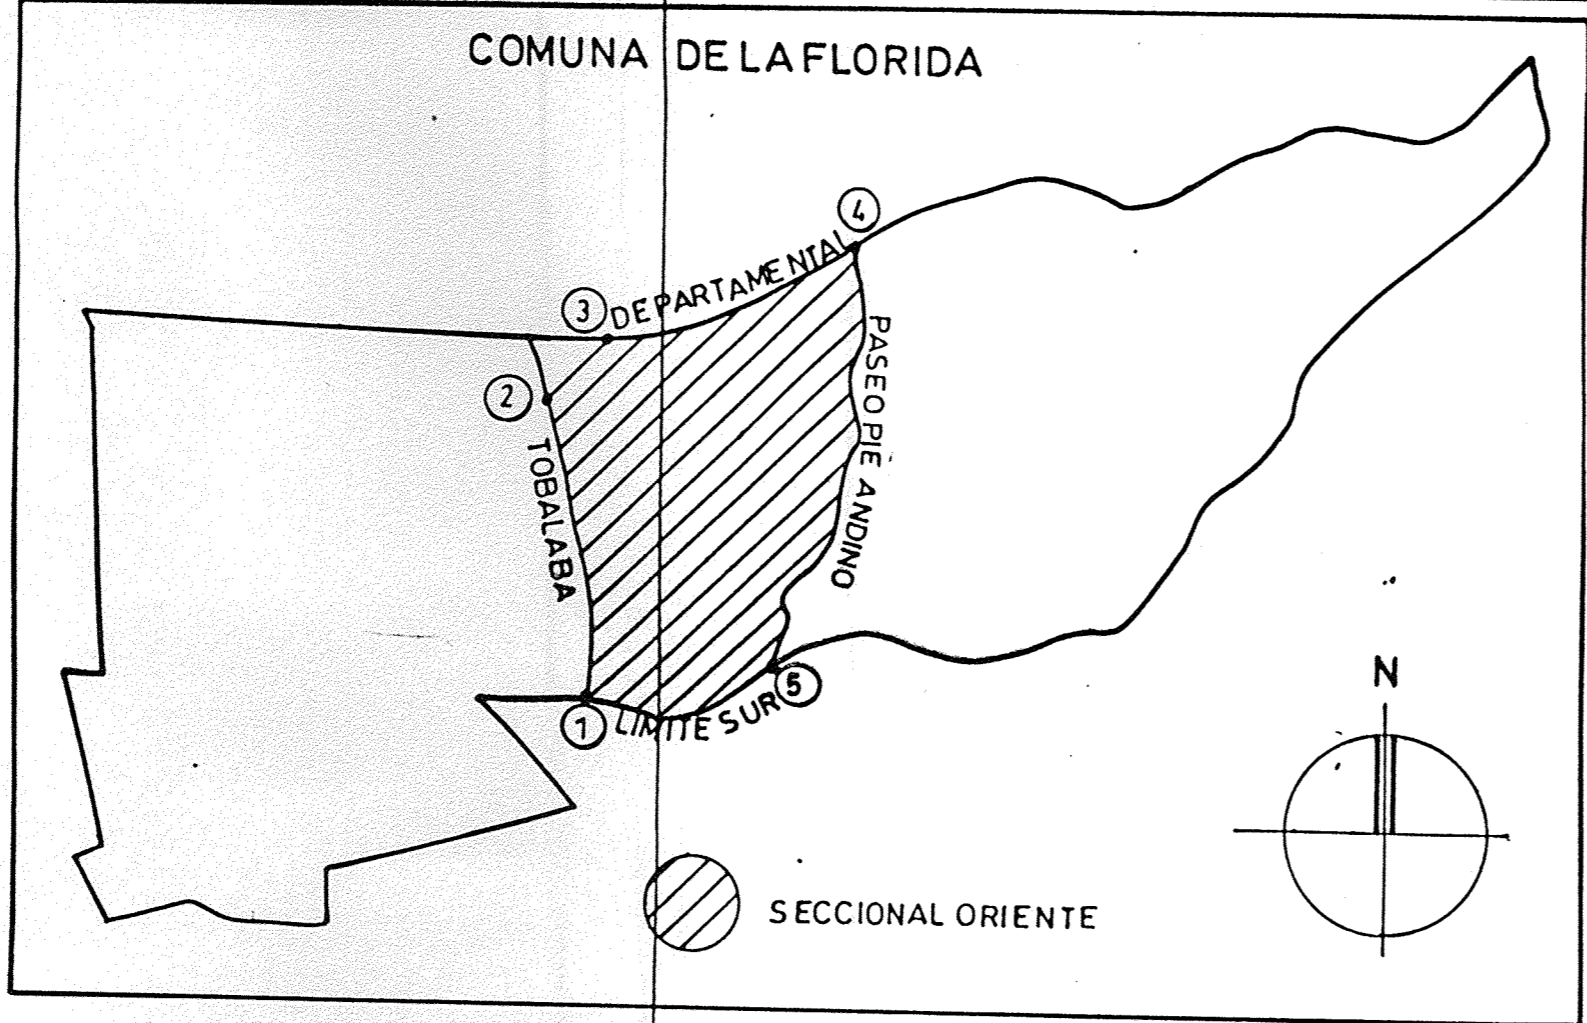 COMUNA DE LA FLORIDA
4
3
DEPARTAMENTAL
2
TOBALABA
PASEO PIE ANDINO
1
LIMITE SUR
5
N
SECCIONAL ORIENTE